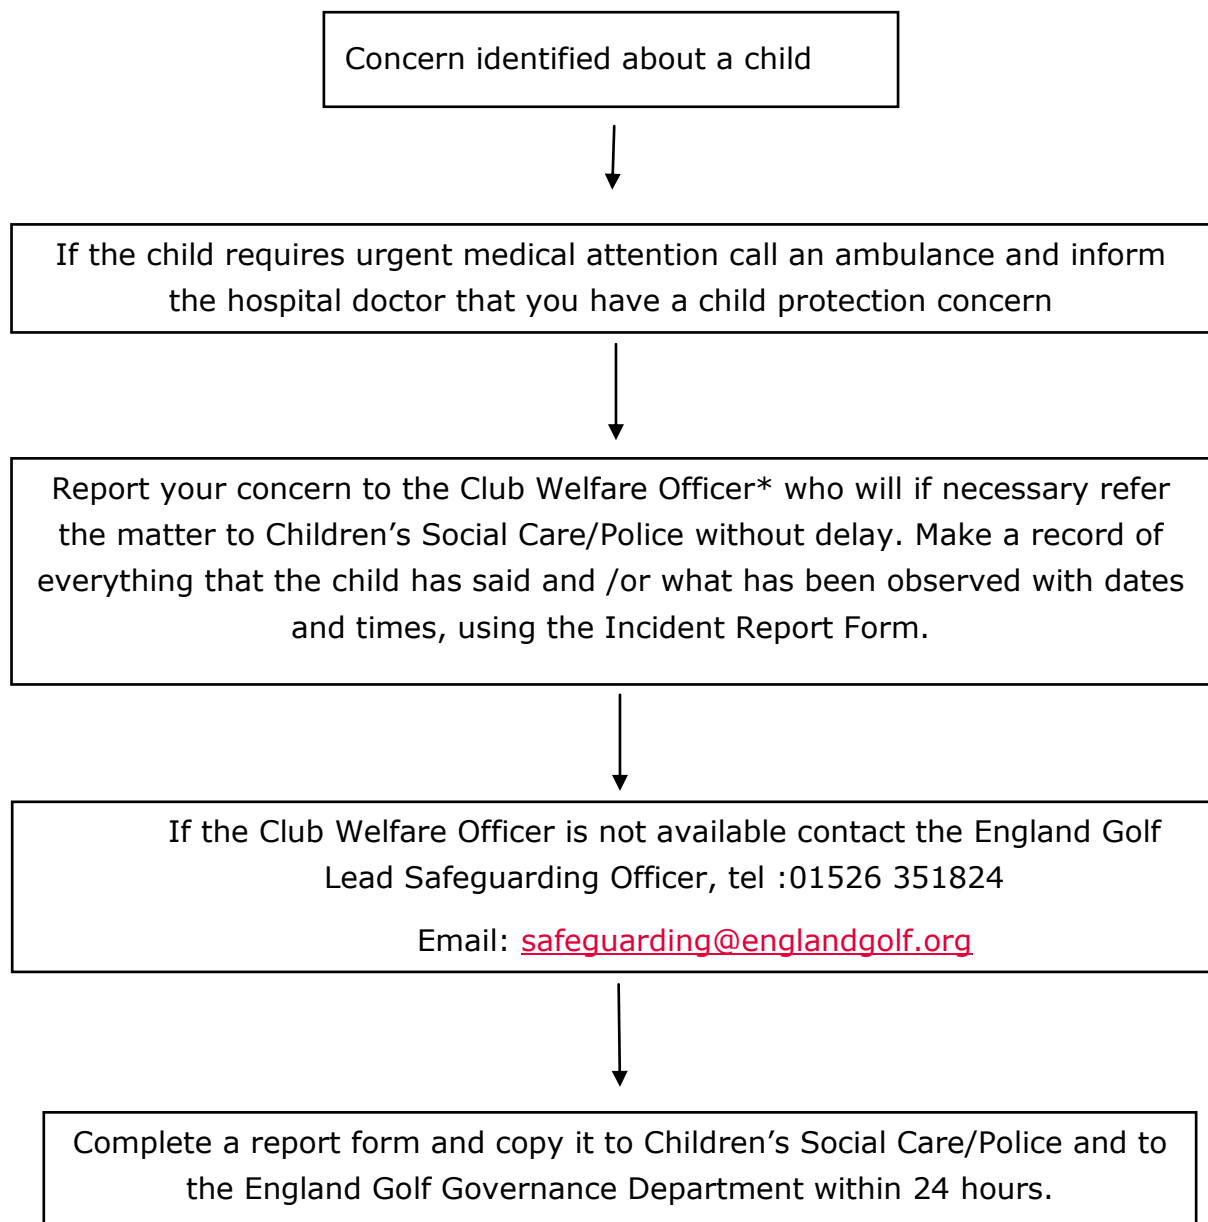 Concern identified about a child
If the child requires urgent medical attention call an ambulance and inform
the hospital doctor that you have a child protection concern
Report your concern to the Club Welfare Officer* who will if necessary refer
the matter to Children’s Social Care/Police without delay. Make a record of
everything that the child has said and /or what has been observed with dates
and times, using the Incident Report Form.
If the Club Welfare Officer is not available contact the England Golf
Lead Safeguarding Officer, tel :01526 351824
Email: safeguarding@englandgolf.org
Complete a report form and copy it to Children’s Social Care/Police and to
the England Golf Governance Department within 24 hours.